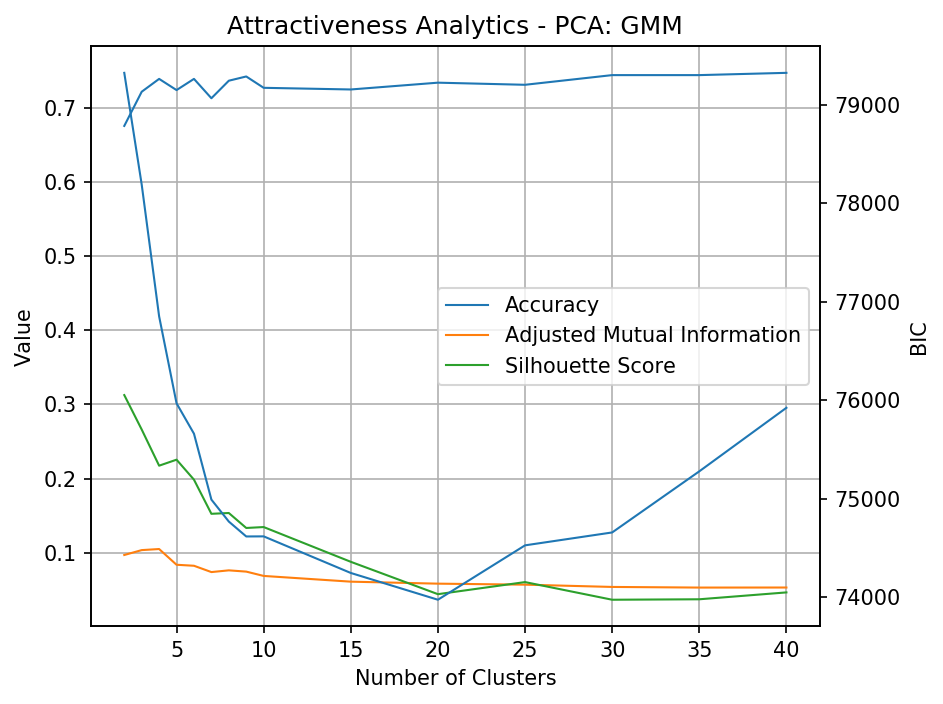 Attractiveness Analytics - PCA: GMM
Value
0.7
0.6
0.5
0.4
0.3
0.2
0.1
79000
78000
77000
76000
75000
74000
BIC
Accuracy
Adjusted Mutual Information
Silhouette Score
5 10 15 20 25 30 35 40
Number of Clusters